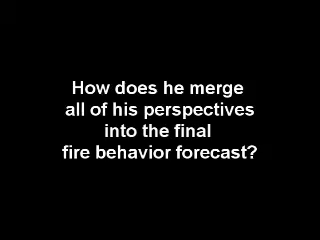 How does he merge
all of his perspectives
into the final
fire behavior forecast?